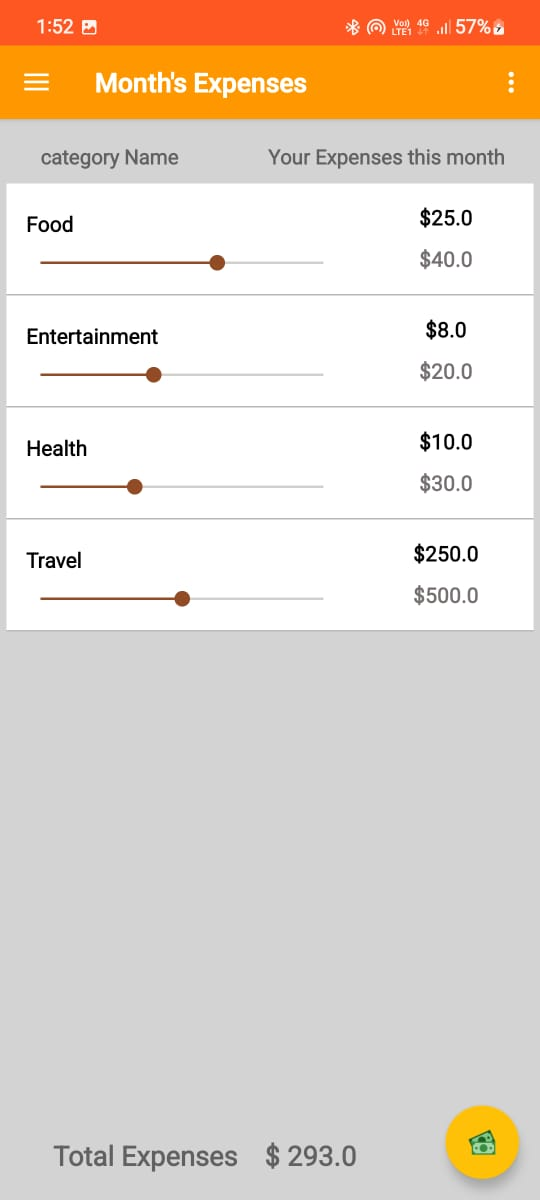 1:52 Vo)) LTE1 4G 57%
Month's Expenses
category Name Your Expenses this month
Food $25.0
$40.0
Entertainment $8.0
$20.0
Health $10.0
$30.0
Travel $250.0
$500.0
Total Expenses $ 293.0